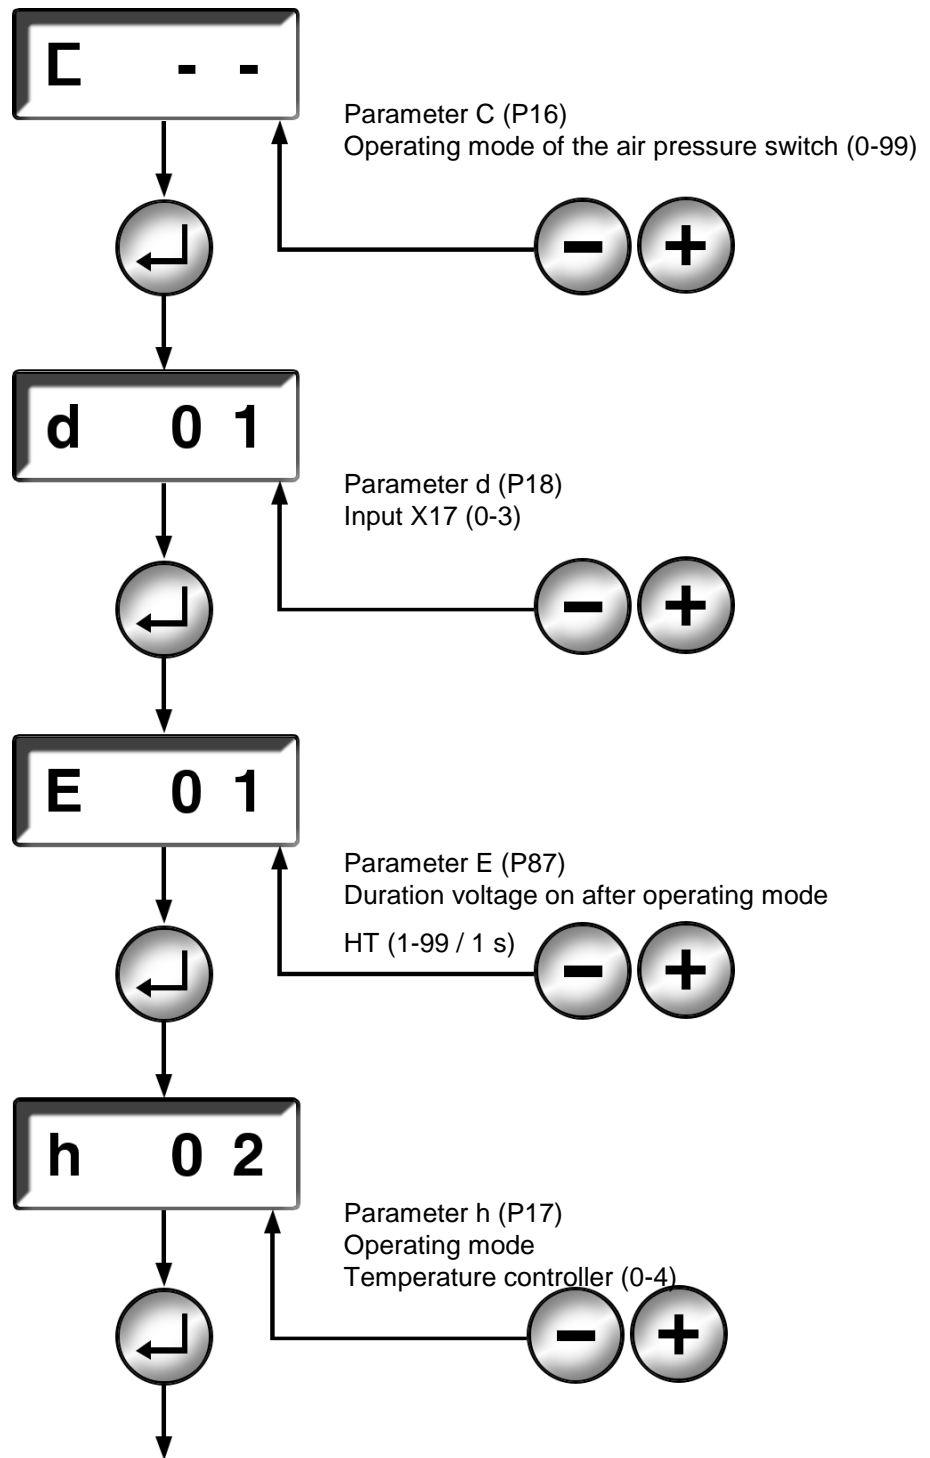 C - -
Parameter C (P16)
Operating mode of the air pressure switch (0-99)
- +
d 0 1
Parameter d (P18)
Input X17 (0-3)
- +
E 0 1
Parameter E (P87)
Duration voltage on after operating mode
HT (1-99 / 1 s)
- +
h 0 2
Parameter h (P17)
Operating mode
Temperature controller (0-4)
- +